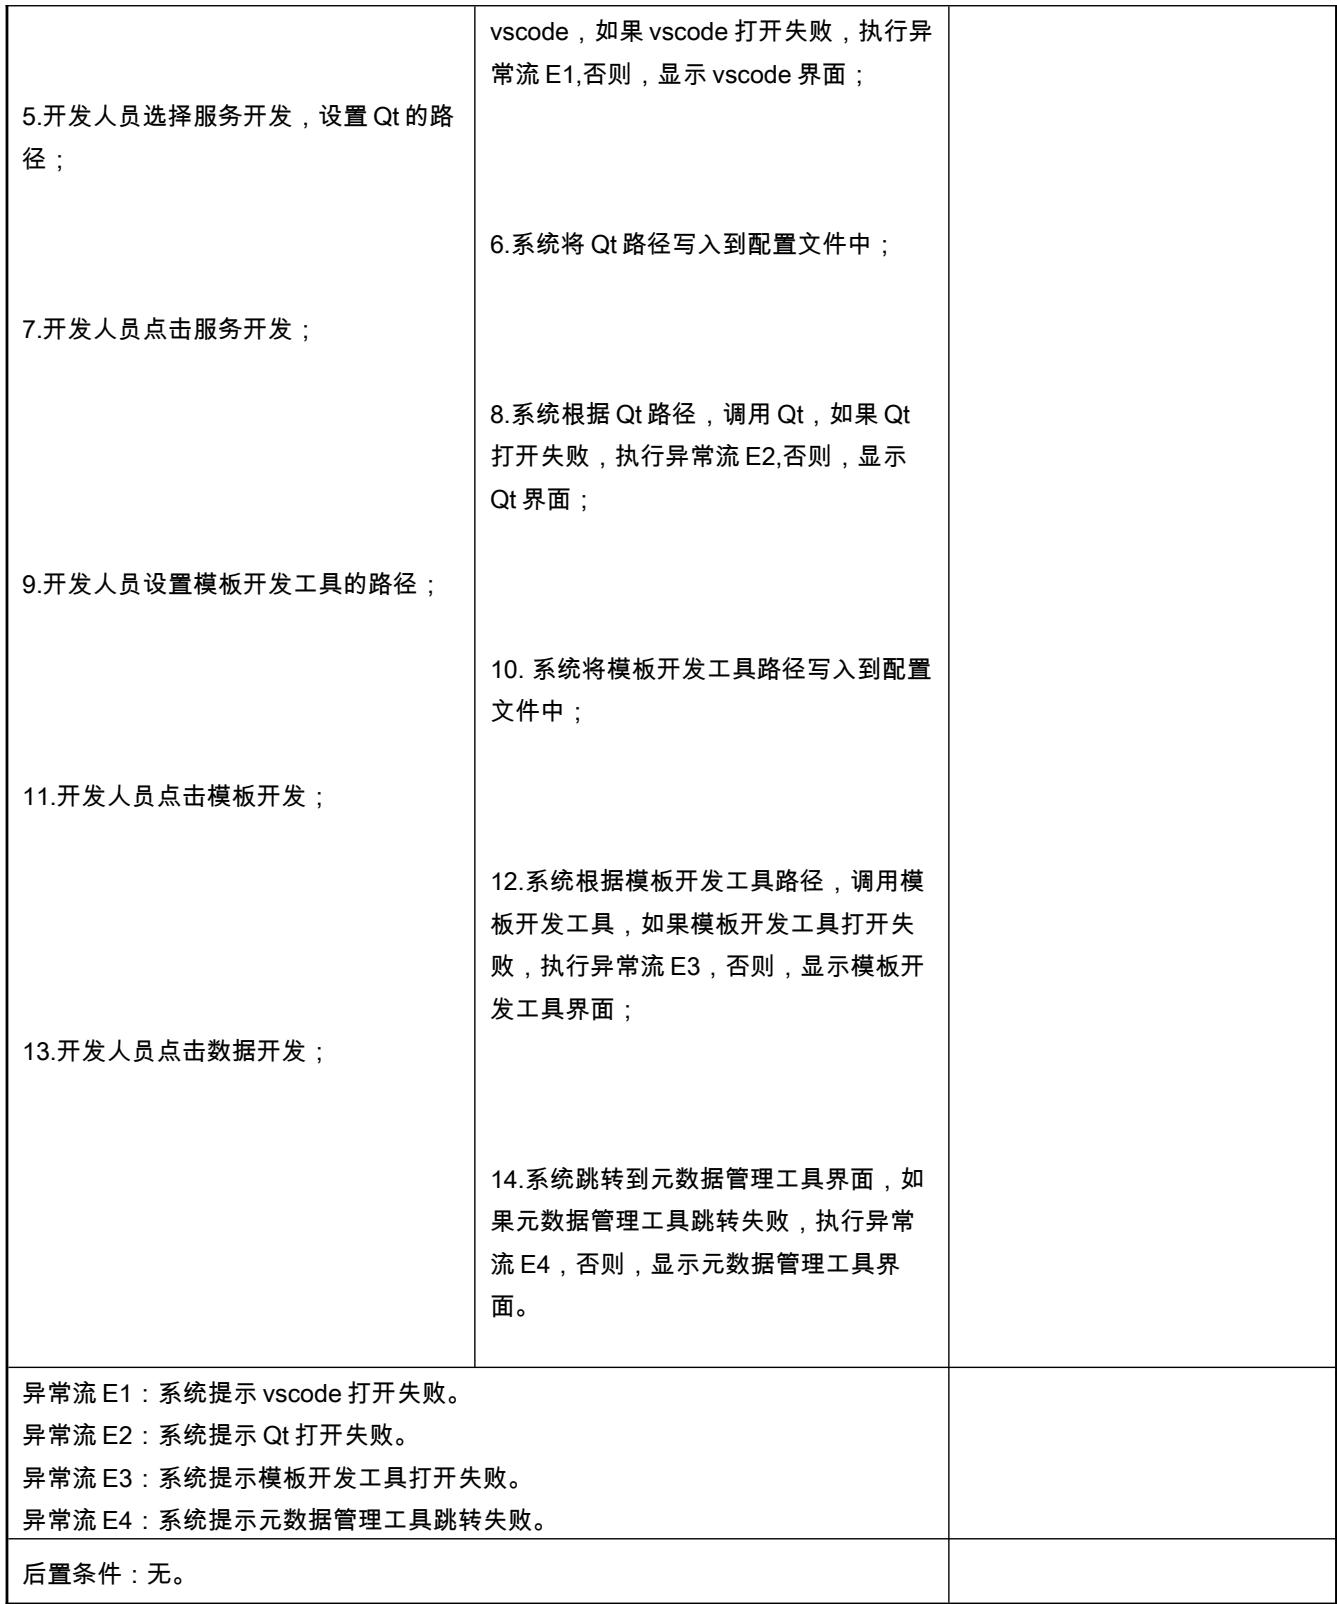 vscode，如果 vscode 打开失败，执行异
常流 E1,否则，显示 vscode 界面；
5.开发人员选择服务开发，设置 Qt 的路
径；
6.系统将 Qt 路径写入到配置文件中；
7.开发人员点击服务开发；
8.系统根据 Qt 路径，调用 Qt，如果 Qt
打开失败，执行异常流 E2,否则，显示
Qt 界面；
9.开发人员设置模板开发工具的路径；
10. 系统将模板开发工具路径写入到配置
文件中；
11.开发人员点击模板开发；
12.系统根据模板开发工具路径，调用模
板开发工具，如果模板开发工具打开失
败，执行异常流 E3，否则，显示模板开
发工具界面；
13.开发人员点击数据开发；
14.系统跳转到元数据管理工具界面，如
果元数据管理工具跳转失败，执行异常
流 E4，否则，显示元数据管理工具界
面。
异常流 E1：系统提示 vscode 打开失败。
异常流 E2：系统提示 Qt 打开失败。
异常流 E3：系统提示模板开发工具打开失败。
异常流 E4：系统提示元数据管理工具跳转失败。
后置条件：无。